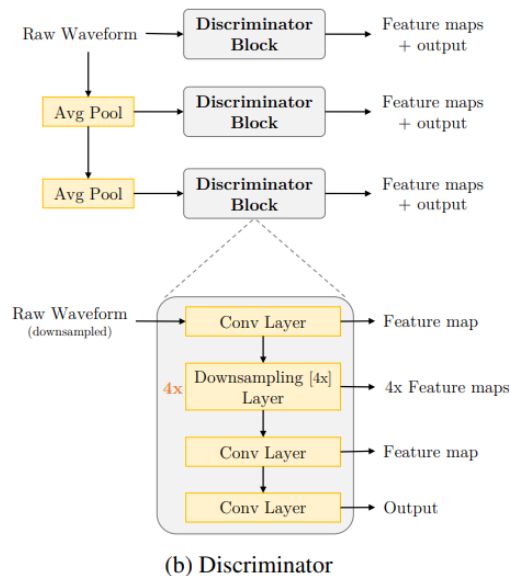 Raw Waveform
Discriminator
Block
Feature maps
+ output
Avg Pool
Discriminator
Block
Feature maps
+ output
Avg Pool
Discriminator
Block
Feature maps
+ output
Raw Waveform
(downsampled)
Conv Layer
Feature map
4x
Downsampling [4x]
Layer
4x Feature maps
Conv Layer
Feature map
Conv Layer
Output
(b) Discriminator